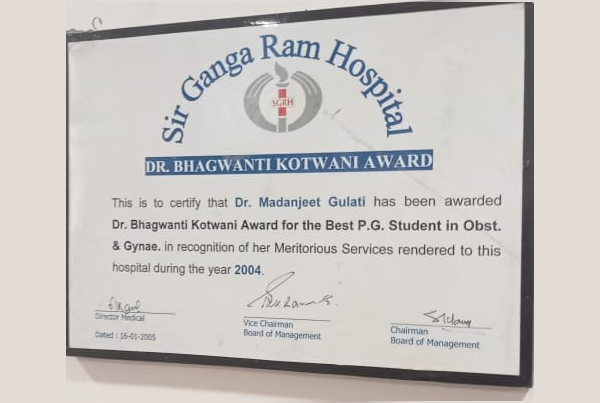 Sir Ganga Ram Hospital
SGRH
DR. BHAGWANTI KOTWANI AWARD
This is to certify that Dr. Madanjeet Gulati has been awarded
Dr. Bhagwanti Kotwani Award for the Best P.G. Student in Obst.
& Gynae. in recognition of her Meritorious Services rendered to this
hospital during the year 2004.
Director Medical
Vice Chairman
Board of Management
Chairman
Board of Management
Dated : 16-01-2005